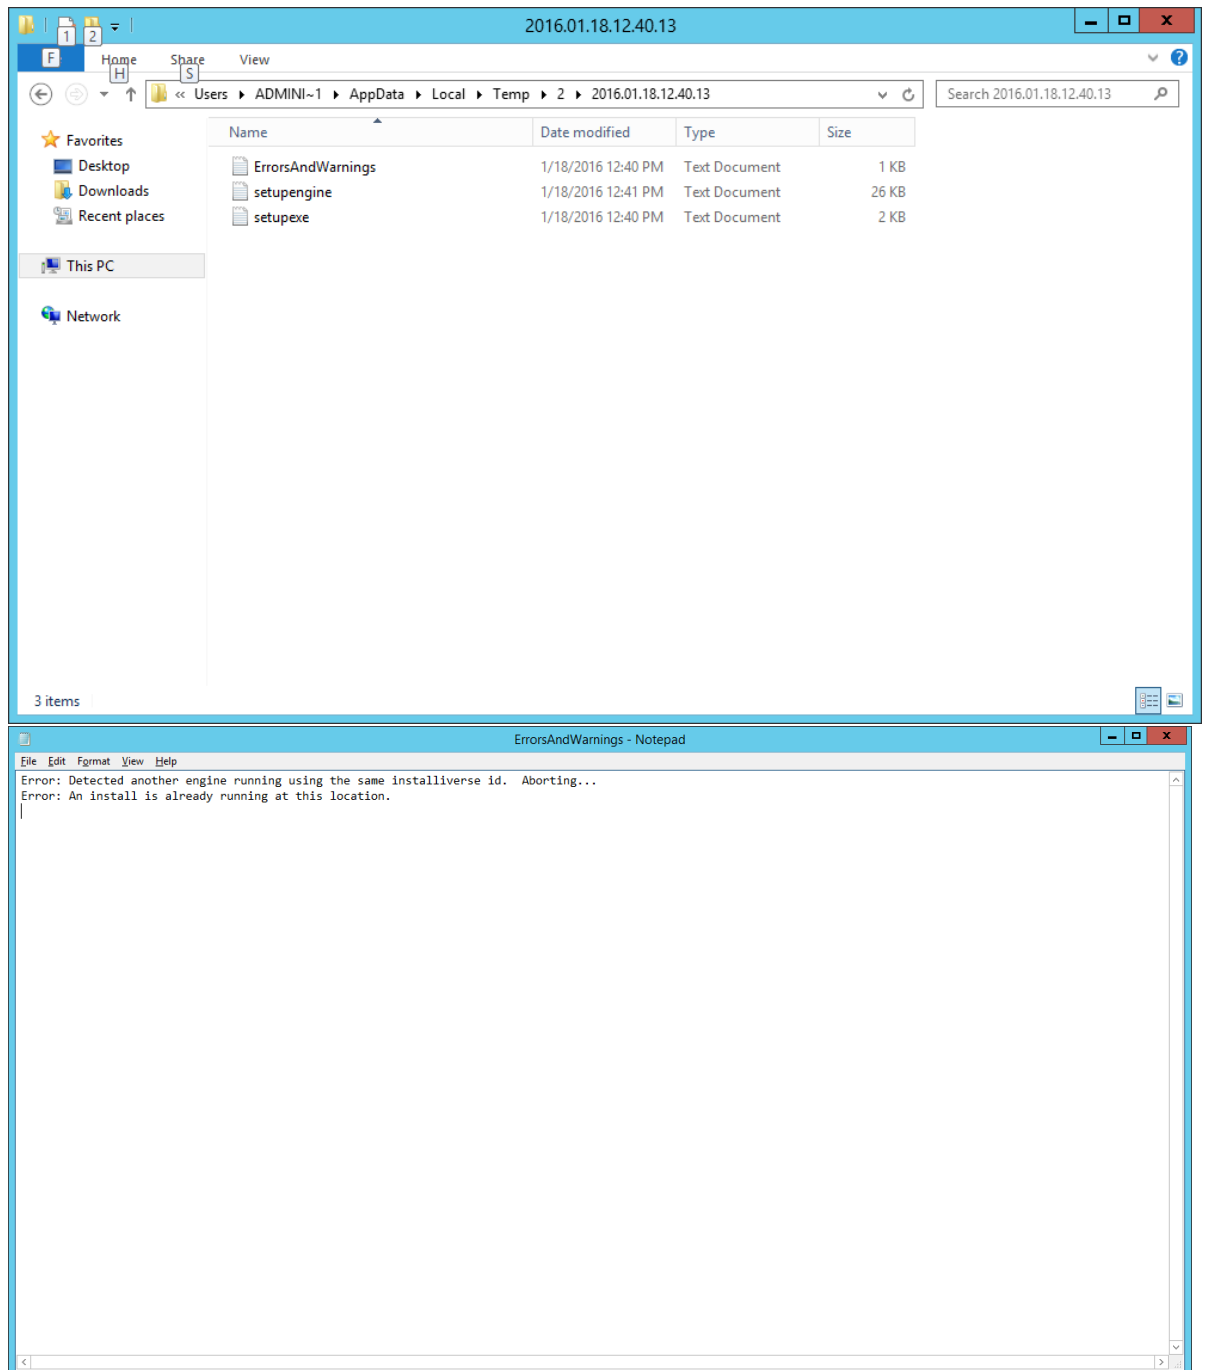 2016.01.18.12.40.13
1 2
F Home Share View
H S
« Users ADMINI~1 AppData Local Temp 2 2016.01.18.12.40.13 Search 2016.01.18.12.40.13
Name Date modified Type Size
Favorites
Desktop
Downloads
Recent places
This PC
Network
ErrorsAndWarnings 1/18/2016 12:40 PM Text Document 1 KB
setupengine 1/18/2016 12:41 PM Text Document 26 KB
setupexe 1/18/2016 12:40 PM Text Document 2 KB
3 items
ErrorsAndWarnings - Notepad
File Edit Format View Help
Error: Detected another engine running using the same installiverse id.  Aborting...
Error: An install is already running at this location.